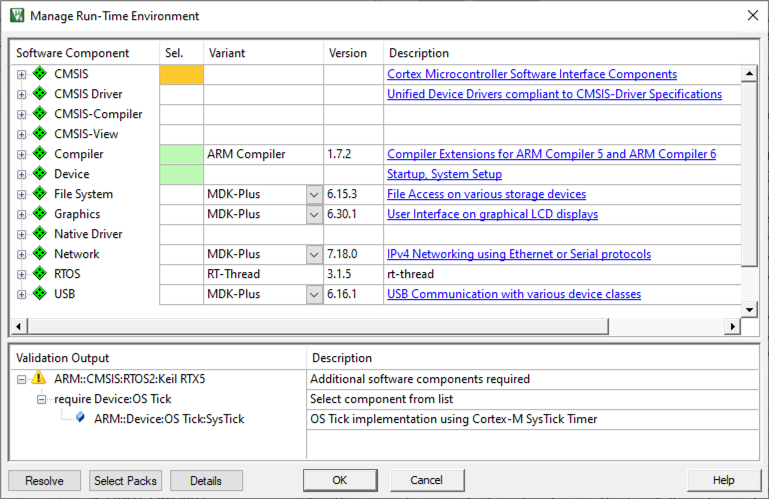 Manage Run-Time Environment
Software Component Sel. Variant Version Description
CMSIS Cortex Microcontroller Software Interface Components
CMSIS Driver Unified Device Drivers compliant to CMSIS-Driver Specifications
CMSIS-Compiler
CMSIS-View
Compiler ARM Compiler 1.7.2 Compiler Extensions for ARM Compiler 5 and ARM Compiler 6
Device Startup, System Setup
File System MDK-Plus 6.15.3 File Access on various storage devices
Graphics MDK-Plus 6.30.1 User Interface on graphical LCD displays
Native Driver
Network MDK-Plus 7.18.0 IPv4 Networking using Ethernet or Serial protocols
RTOS RT-Thread 3.1.5 rt-thread
USB MDK-Plus 6.16.1 USB Communication with various device classes
Validation Output Description
ARM::CMSIS:RTOS2:Keil RTX5 Additional software components required
require Device:OS Tick Select component from list
ARM::Device:OS Tick:SysTick OS Tick implementation using Cortex-M SysTick Timer
Resolve Select Packs Details OK Cancel Help